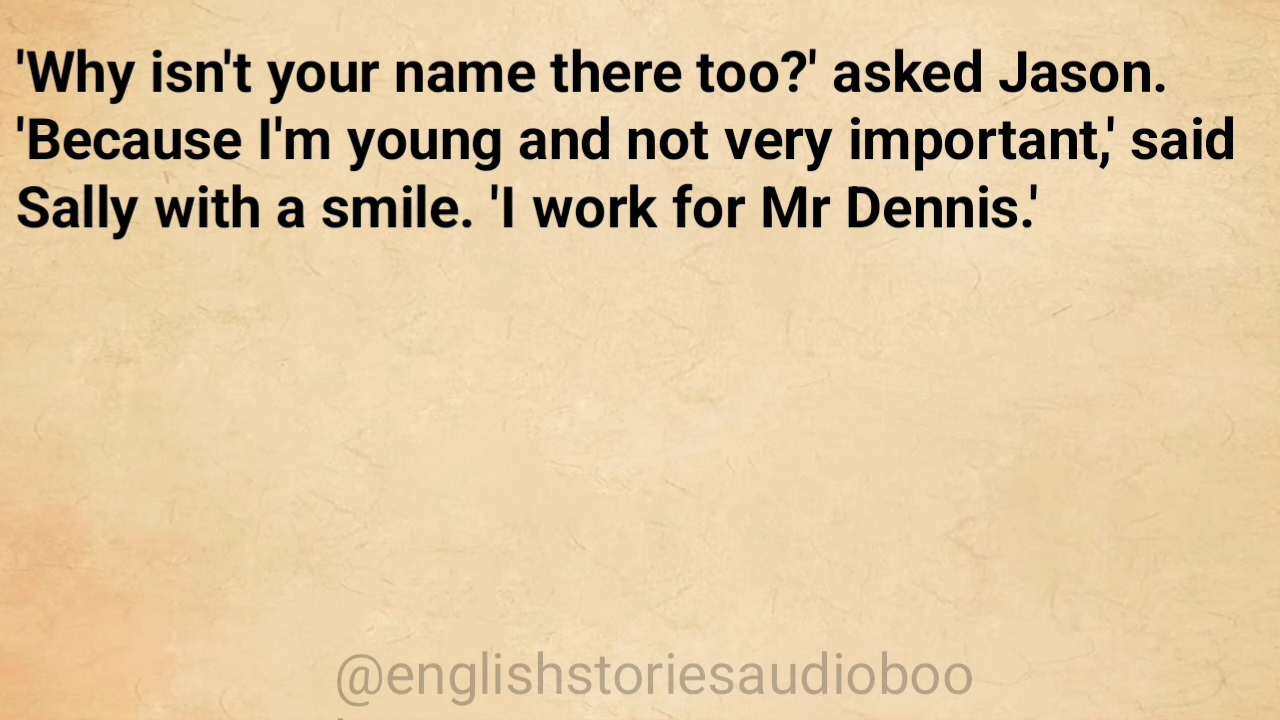 'Why isn't your name there too?' asked Jason.
'Because I'm young and not very important,' said
Sally with a smile. 'I work for Mr Dennis.'
@englishstoriesaudioboo